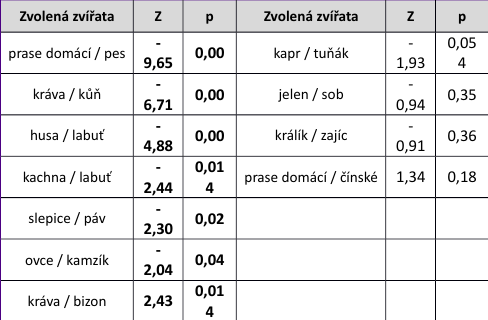 Zvolená zvířata Z p Zvolená zvířata Z p
prase domácí / pes -9,65 0,00 kapr / tuňák -1,93 0,054
kráva / kůň -6,71 0,00 jelen / sob -0,94 0,35
husa / labuť -4,88 0,00 králík / zajíc -0,91 0,36
kachna / labuť -2,44 0,014 prase domácí / čínské 1,34 0,18
slepice / páv -2,30 0,02
ovce / kamzík -2,04 0,04
kráva / bizon 2,43 0,014